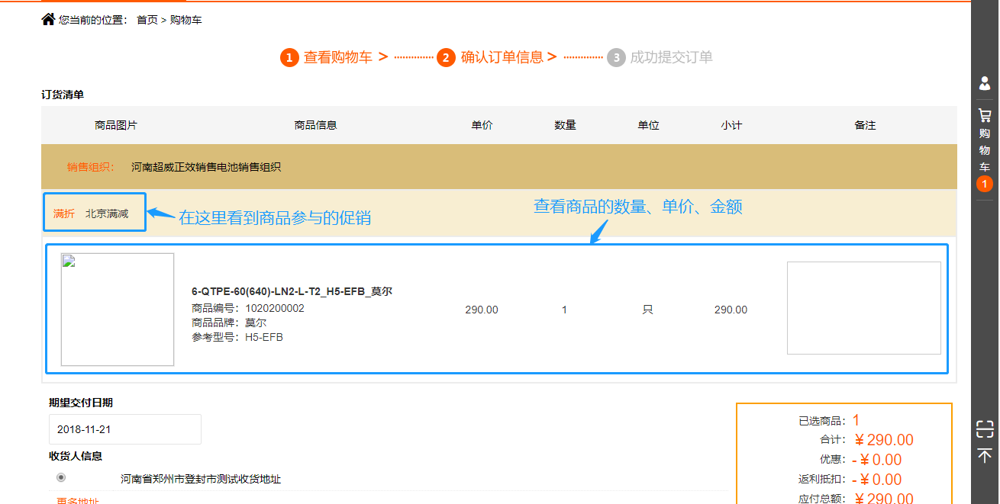 您当前的位置： 首页 > 购物车
1 查看购物车 > 2 确认订单信息 > 3 成功提交订单
订货清单
商品图片 商品信息 单价 数量 单位 小计 备注
销售组织： 河南超威正效销售电池销售组织
满折 北京满减
在这里看到商品参与的促销
查看商品的数量、单价、金额
6-QTPE-60(640)-LN2-L-T2_H5-EFB_莫尔
商品编号：1020200002
商品品牌：莫尔
参考型号：H5-EFB
290.00 1 只 290.00
期望交付日期
2018-11-21
收货人信息
河南省郑州市登封市测试收货地址
更多地址
已选商品：1
合计：￥290.00
优惠：-￥0.00
返利抵扣：-￥0.00
应付总额：￥290.00
购
物
车
1